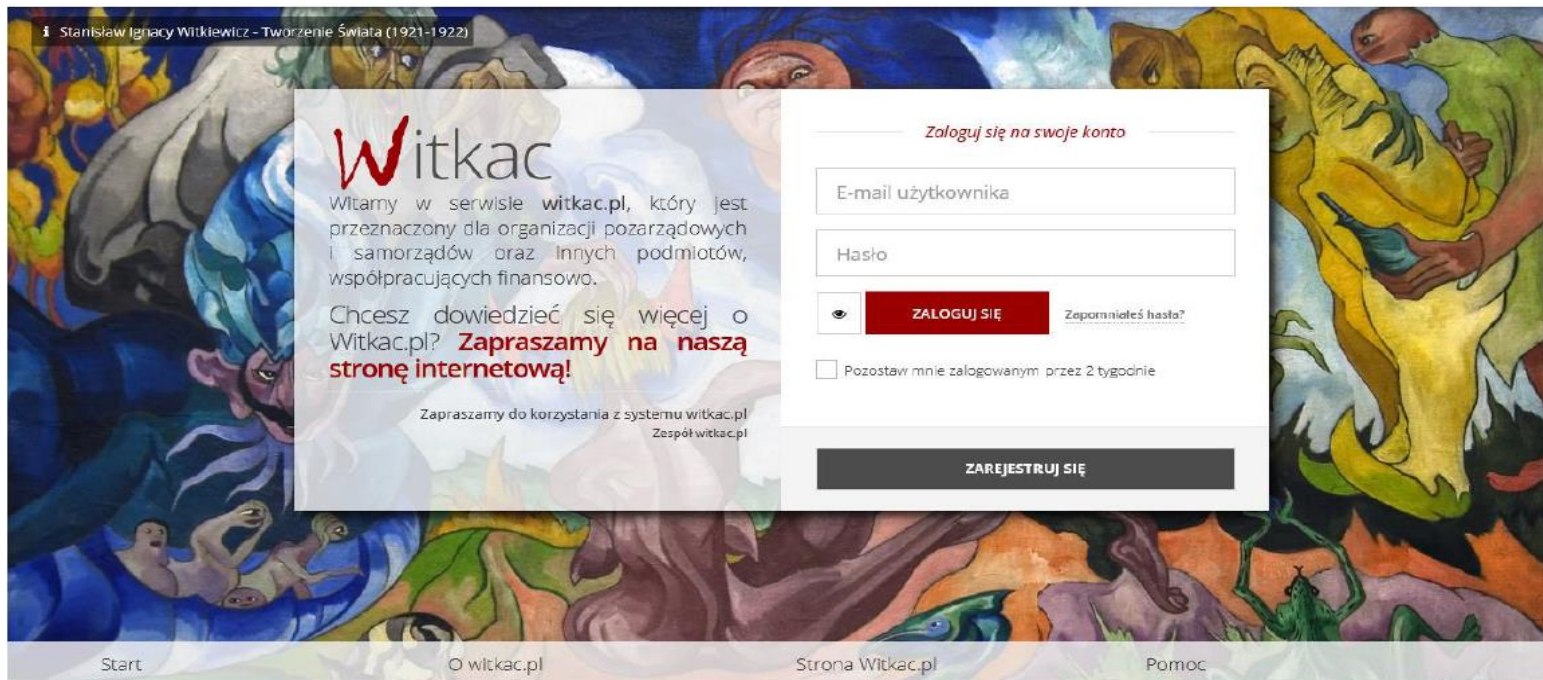 i Stanisław Ignacy Witkiewicz - Tworzenie Świata (1921-1922)
Witkac
Witamy w serwisie witkac.pl, który jest
przeznaczony dla organizacji pozarządowych
i samorządów oraz innych podmiotów,
współpracujących finansowo.
Chcesz dowiedzieć się więcej o
Witkac.pl? Zapraszamy na naszą
stronę internetową!
Zapraszamy do korzystania z systemu witkac.pl
Zespół witkac.pl
Zaloguj się na swoje konto
E-mail użytkownika
Hasło
ZALOGUJ SIĘ
Zapomniałeś hasła?
Pozostaw mnie zalogowanym przez 2 tygodnie
ZAREJESTRUJ SIĘ
Start
O witkac.pl
Strona Witkac.pl
Pomoc